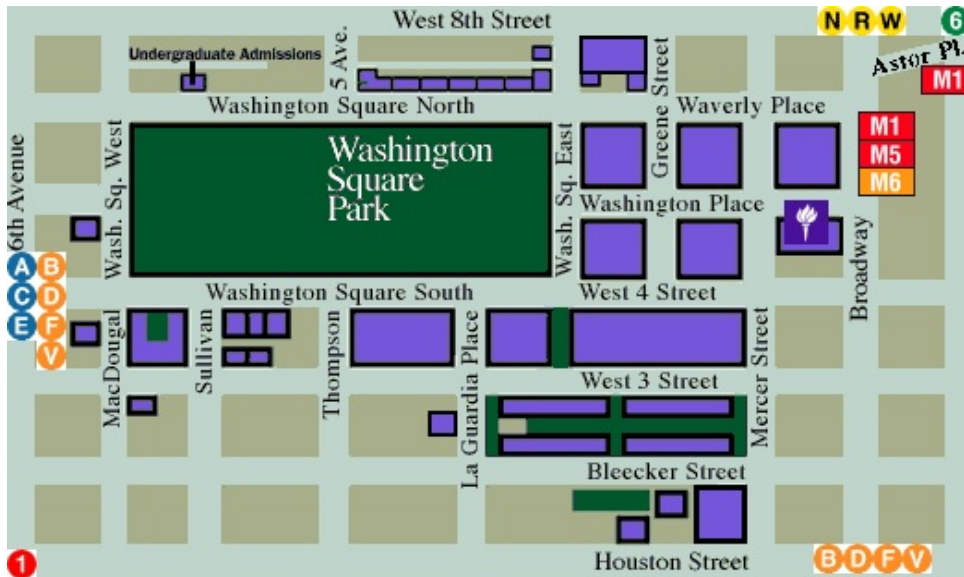 West 8th Street
N R W
6
Undergraduate Admissions
5 Ave.
Greene Street
Astor Pl
M1
Washington Square North
Waverly Place
6th Avenue
Wash. Sq. West
Washington
Square
Park
Wash. Sq. East
M1
M5
M6
Washington Place
A B
C D
E F
V
Washington Square South
West 4 Street
Broadway
MacDougal
Sullivan
Thompson
La Guardia Place
Mercer Street
West 3 Street
Bleecker Street
1
Houston Street
B D F V